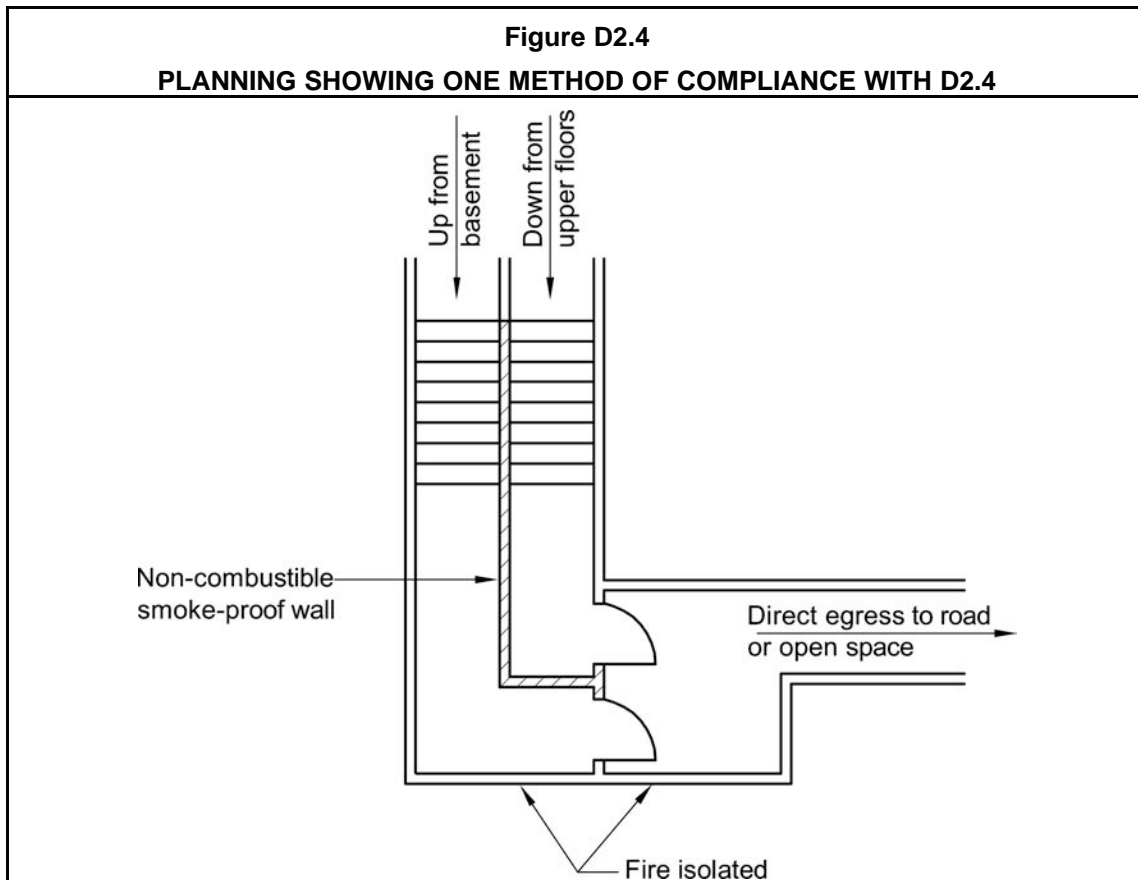 Figure D2.4
PLANNING SHOWING ONE METHOD OF COMPLIANCE WITH D2.4
Up from
basement
Down from
upper floors
Non-combustible
smoke-proof wall
Direct egress to road
or open space
Fire isolated